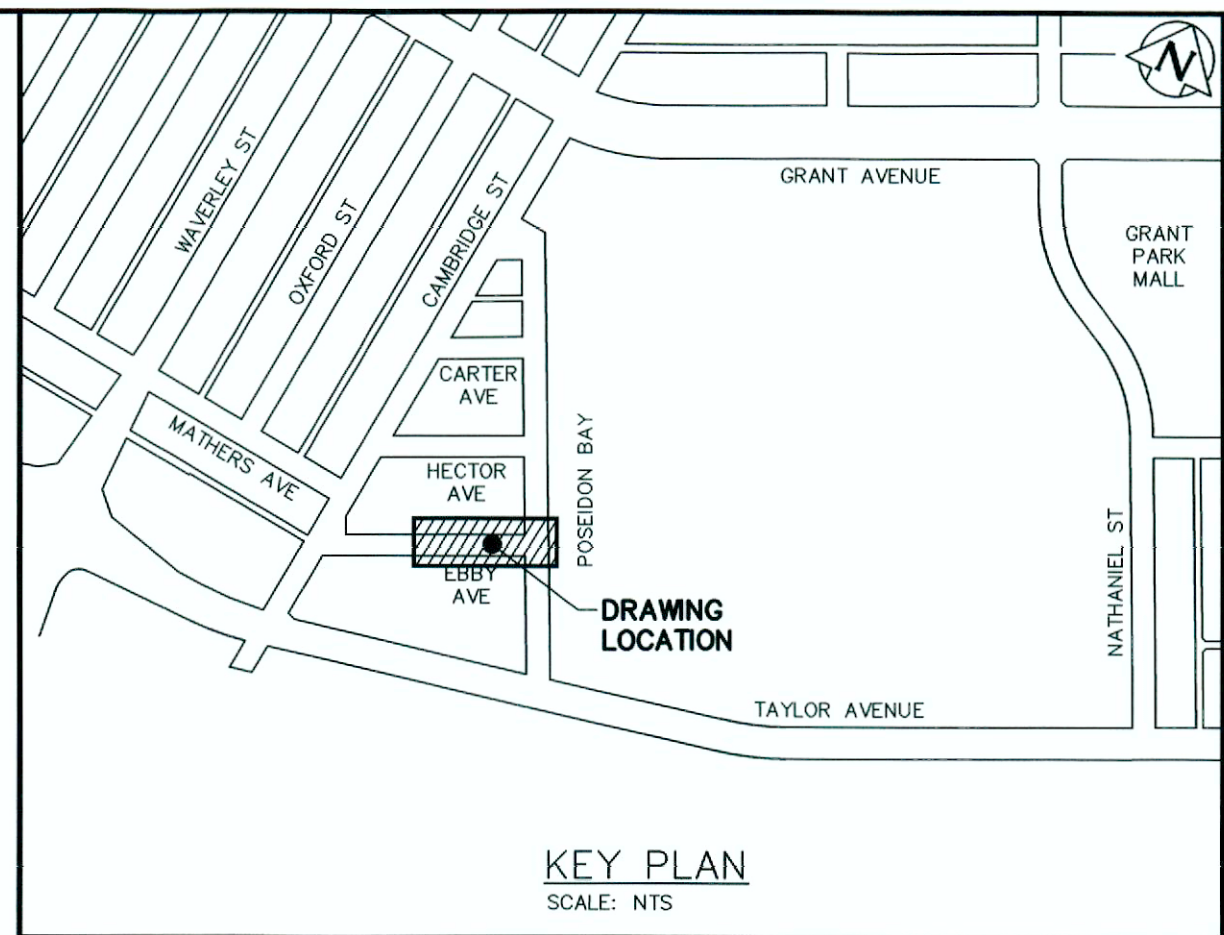 N
WAVERLEY ST
OXFORD ST
CAMBRIDGE ST
GRANT AVENUE
GRANT
PARK
MALL
CARTER
AVE
MATHERS AVE
HECTOR
AVE
POSEIDON BAY
EBBY
AVE
DRAWING
LOCATION
NATHANIEL ST
TAYLOR AVENUE
KEY PLAN
SCALE: NTS